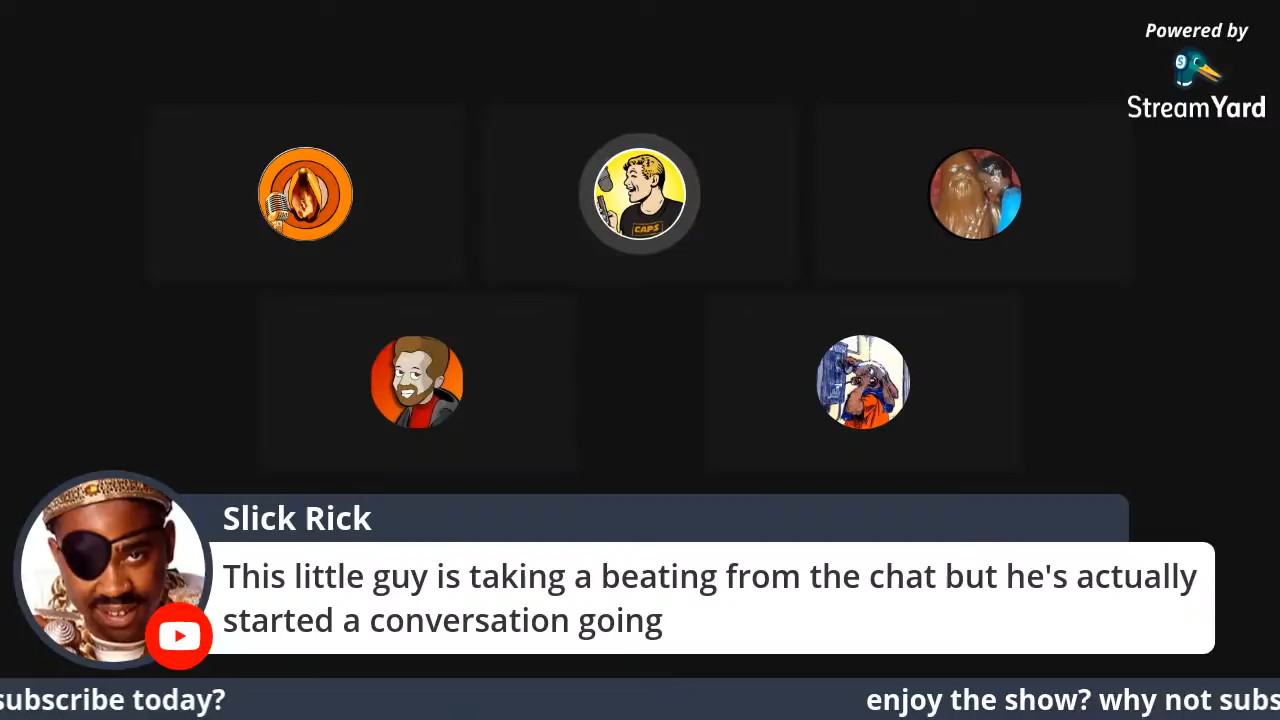 Powered by
StreamYard
CAPS
Slick Rick
This little guy is taking a beating from the chat but he's actually
started a conversation going
subscribe today?
enjoy the show? why not subs